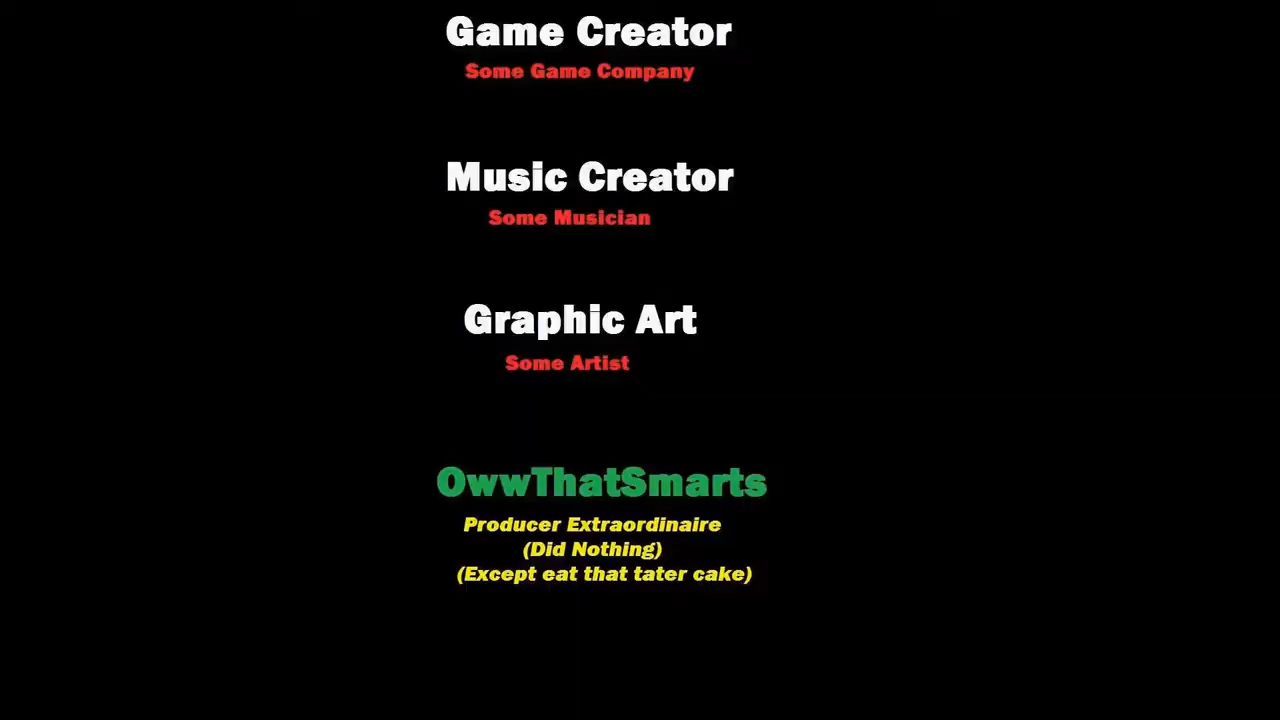 Game Creator
Some Game Company
Music Creator
Some Musician
Graphic Art
Some Artist
OwwThatSmarts
Producer Extraordinaire
(Did Nothing)
(Except eat that tater cake)